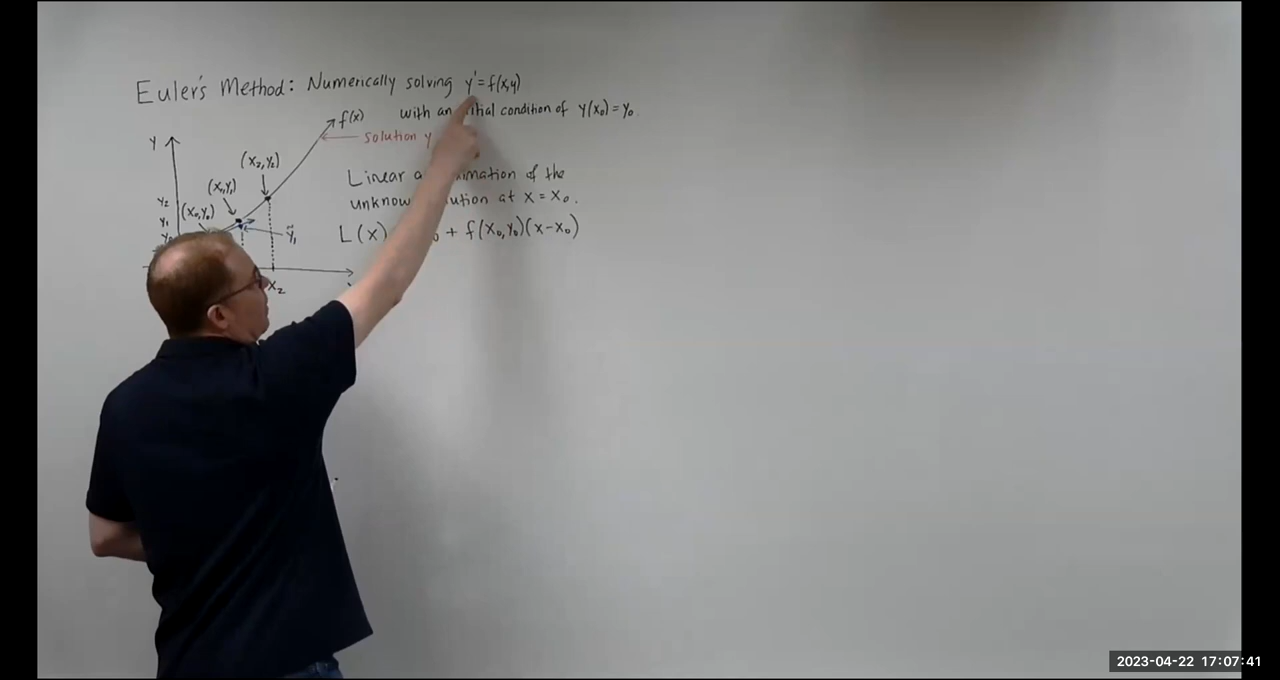 Euler's Method: Numerically solving y'=f(x,y)
with an initial condition of y(x₀)=y₀.
f(x)
solution y
y
(x₂,y₂)
(x₁,y₁)
(x₀,y₀)
y₂
y₁
y₀
ỹ₁
x₂
Linear approximation of the
unknown solution at x=x₀.
L(x) + f(x₀,y₀)(x-x₀)
2023-04-22 17:07:41